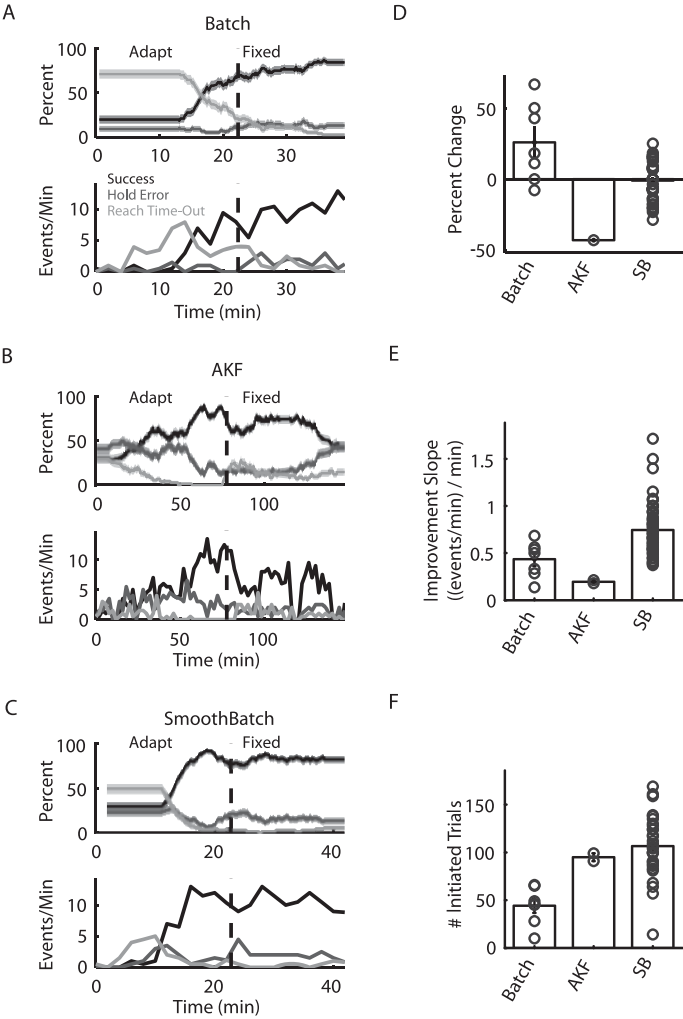 A
Batch
Adapt
Fixed
Percent
100
50
0
0 10 20 30
Success
Hold Error
Reach Time-Out
Events/Min
10
5
0
0 10 20 30
Time (min)
B
AKF
Adapt
Fixed
Percent
100
50
0
0 50 100
Events/Min
10
5
0
0 50 100
Time (min)
C
SmoothBatch
Adapt
Fixed
Percent
100
50
0
0 20 40
Events/Min
10
5
0
0 20 40
Time (min)
D
Percent Change
50
0
-50
Batch
AKF
SB
E
Improvement Slope
((events/min) / min)
1.5
1
0.5
0
Batch
AKF
SB
F
# Initiated Trials
150
100
50
0
Batch
AKF
SB